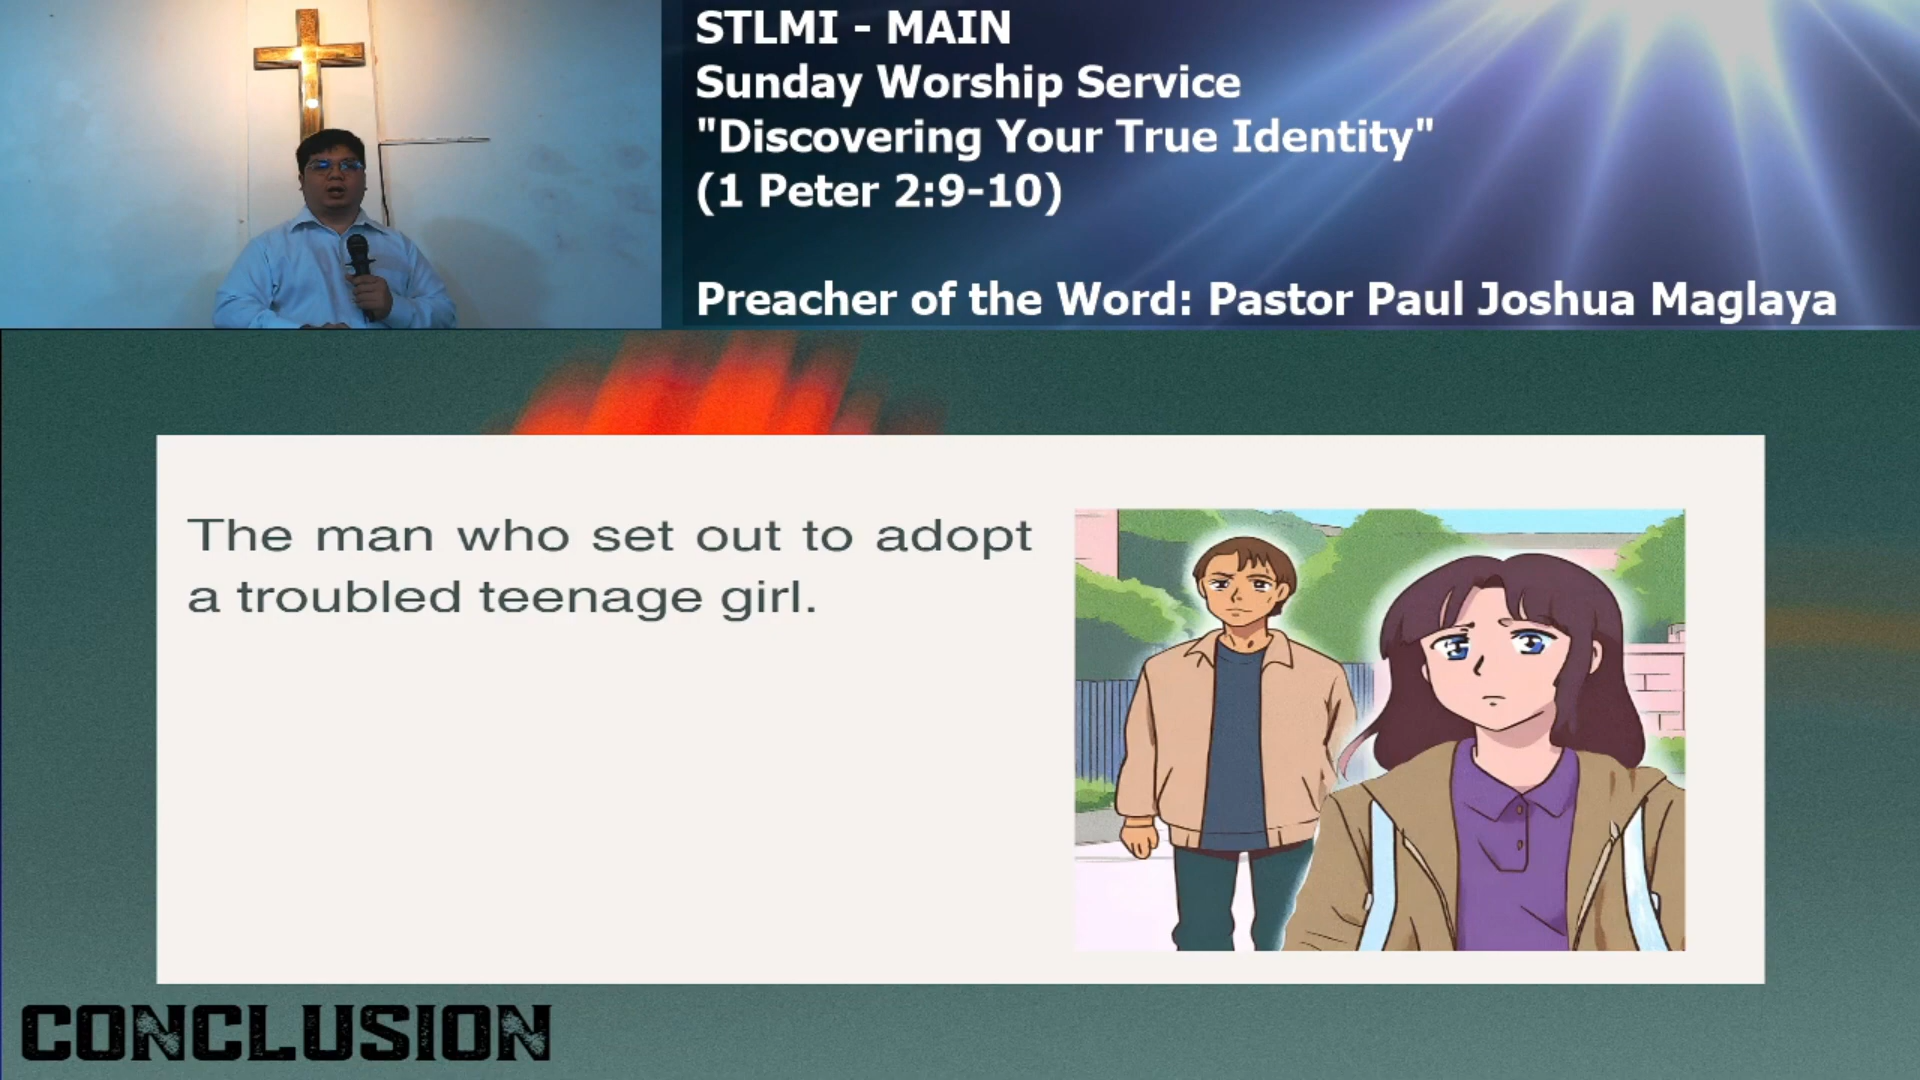 STLMI - MAIN
Sunday Worship Service
"Discovering Your True Identity"
(1 Peter 2:9-10)
Preacher of the Word: Pastor Paul Joshua Maglaya
The man who set out to adopt
a troubled teenage girl.
CONCLUSION